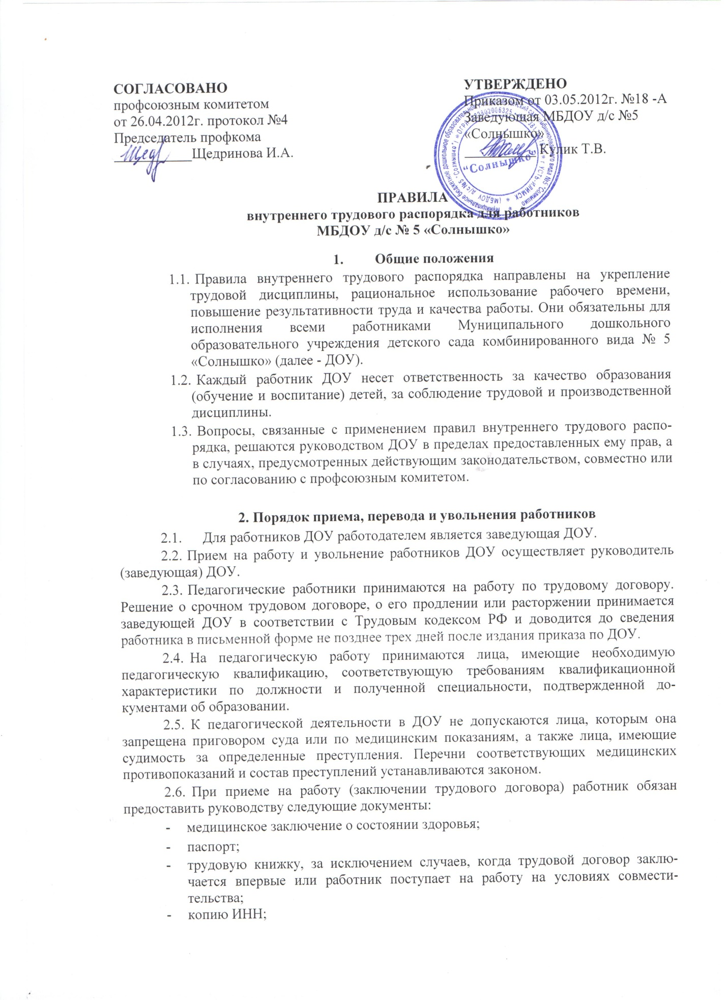 СОГЛАСОВАНО
профсоюзным комитетом
от 26.04.2012г. протокол №4
Председатель профкома
____________Щедринова И.А.
УТВЕРЖДЕНО
Приказом от 03.05.2012г. №18 -А
Заведующая МБДОУ д/с №5
«Солнышко»
___________ Кулик Т.В.
“Солнышко”
ПРАВИЛА
внутреннего трудового распорядка для работников
МБДОУ д/с № 5 «Солнышко»
1. Общие положения
1.1. Правила внутреннего трудового распорядка направлены на укрепление
трудовой дисциплины, рациональное использование рабочего времени,
повышение результативности труда и качества работы. Они обязательны для
исполнения всеми работниками Муниципального дошкольного
образовательного учреждения детского сада комбинированного вида № 5
«Солнышко» (далее - ДОУ).
1.2. Каждый работник ДОУ несет ответственность за качество образования
(обучение и воспитание) детей, за соблюдение трудовой и производственной
дисциплины.
1.3. Вопросы, связанные с применением правил внутреннего трудового распо-
рядка, решаются руководством ДОУ в пределах предоставленных ему прав, а
в случаях, предусмотренных действующим законодательством, совместно или
по согласованию с профсоюзным комитетом.
2. Порядок приема, перевода и увольнения работников
2.1. Для работников ДОУ работодателем является заведующая ДОУ.
2.2. Прием на работу и увольнение работников ДОУ осуществляет руководитель
(заведующая) ДОУ.
2.3. Педагогические работники принимаются на работу по трудовому договору.
Решение о срочном трудовом договоре, о его продлении или расторжении принимается
заведующей ДОУ в соответствии с Трудовым кодексом РФ и доводится до сведения
работника в письменной форме не позднее трех дней после издания приказа по ДОУ.
2.4. На педагогическую работу принимаются лица, имеющие необходимую
педагогическую квалификацию, соответствующую требованиям квалификационной
характеристики по должности и полученной специальности, подтвержденной до-
кументами об образовании.
2.5. К педагогической деятельности в ДОУ не допускаются лица, которым она
запрещена приговором суда или по медицинским показаниям, а также лица, имеющие
судимость за определенные преступления. Перечни соответствующих медицинских
противопоказаний и состав преступлений устанавливаются законом.
2.6. При приеме на работу (заключении трудового договора) работник обязан
предоставить руководству следующие документы:
- медицинское заключение о состоянии здоровья;
- паспорт;
- трудовую книжку, за исключением случаев, когда трудовой договор заклю-
чается впервые или работник поступает на работу на условиях совмести-
тельства;
- копию ИНН;